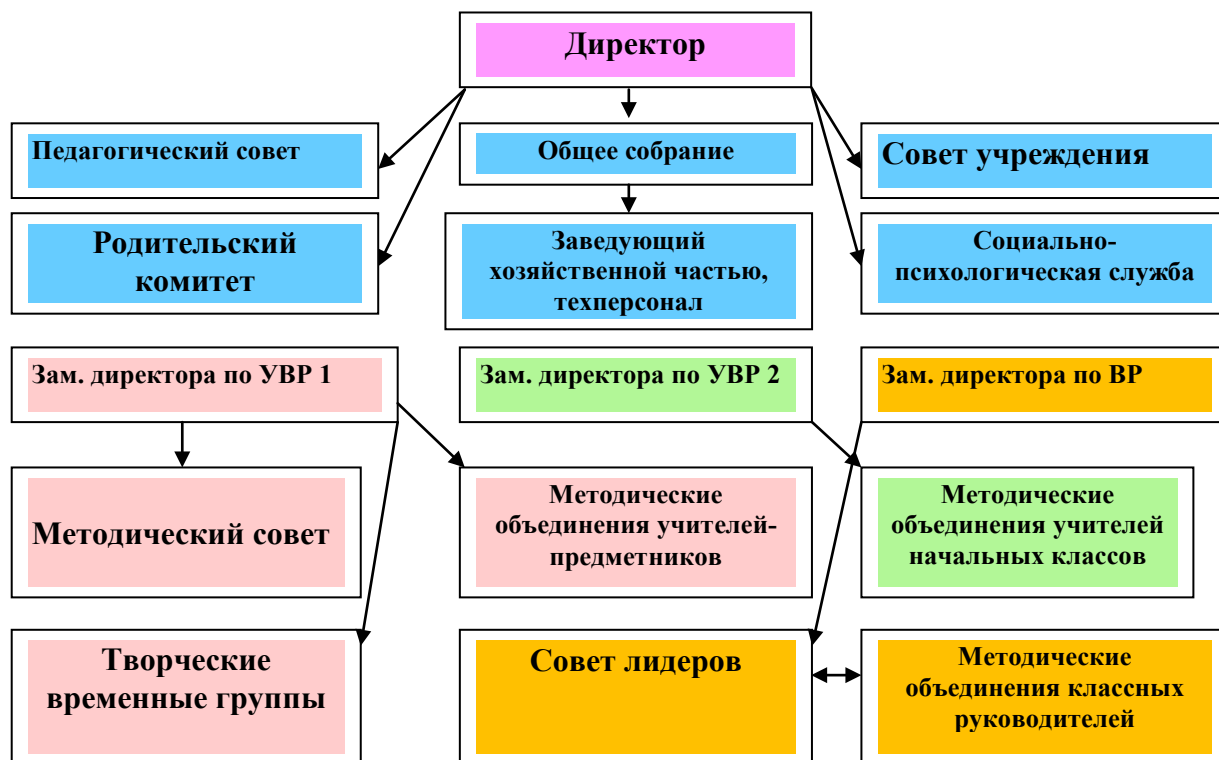 Директор
Педагогический совет
Общее собрание
Совет учреждения
Родительский
комитет
Заведующий
хозяйственной частью,
техперсонал
Социально-
психологическая служба
Зам. директора по УВР 1
Зам. директора по УВР 2
Зам. директора по ВР
Методический совет
Методические
объединения учителей-
предметников
Методические
объединения учителей
начальных классов
Творческие
временные группы
Совет лидеров
Методические
объединения классных
руководителей